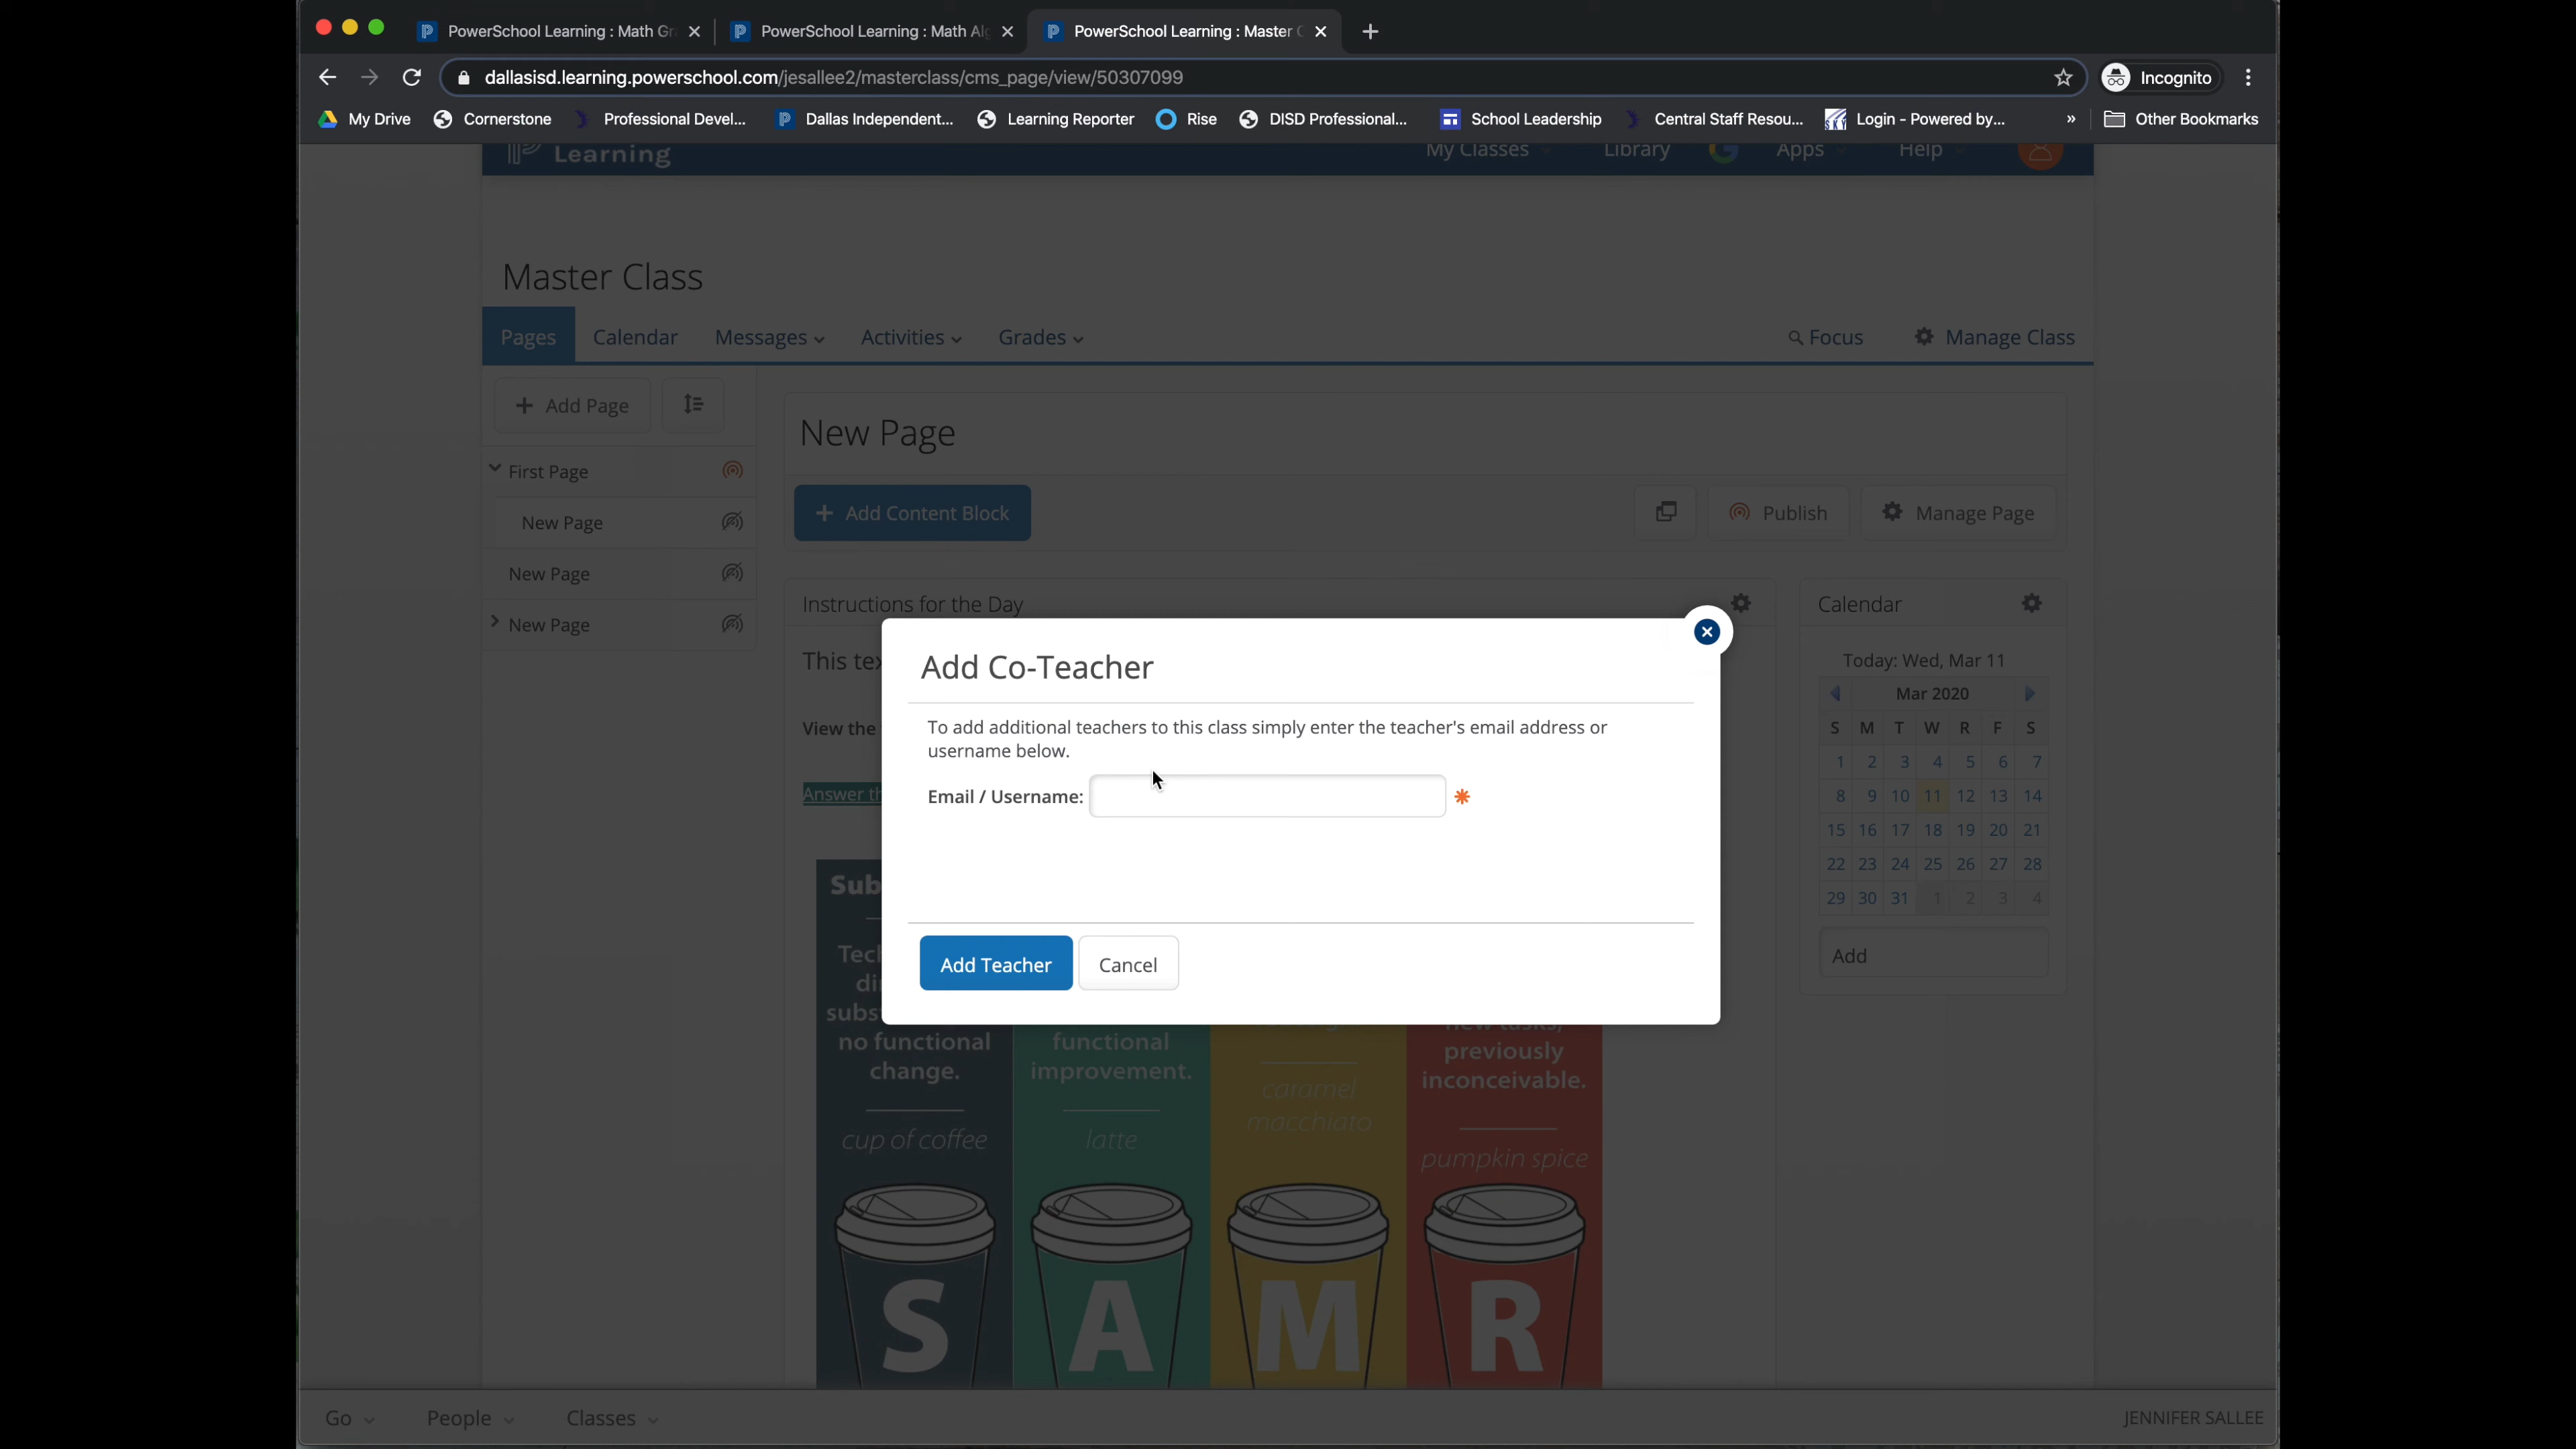 PowerSchool Learning : Math Gr
PowerSchool Learning : Math Alg
PowerSchool Learning : Master C
dallasisd.learning.powerschool.com/jesallee2/masterclass/cms_page/view/50307099
Incognito
My Drive
Cornerstone
Professional Devel...
Dallas Independent...
Learning Reporter
Rise
DISD Professional...
School Leadership
Central Staff Resou...
Login - Powered by...
»
Other Bookmarks
Learning
My Classes
Library
Apps
Help
Master Class
Pages
Calendar
Messages
Activities
Grades
Focus
Manage Class
+ Add Page
New Page
First Page
New Page
New Page
New Page
+ Add Content Block
Publish
Manage Page
Instructions for the Day
This tex
View the
Answer th
Add Co-Teacher
To add additional teachers to this class simply enter the teacher's email address or
username below.
Email / Username:
Add Teacher
Cancel
Calendar
Today: Wed, Mar 11
Mar 2020
S M T W R F S
1 2 3 4 5 6 7
8 9 10 11 12 13 14
15 16 17 18 19 20 21
22 23 24 25 26 27 28
29 30 31 1 2 3 4
Add
Sub
Tech
di
subs
no functional
change.
cup of coffee
S
functional
improvement.
latte
A
caramel
macchiato
M
new tasks,
previously
inconceivable.
pumpkin spice
R
Go
People
Classes
JENNIFER SALLEE